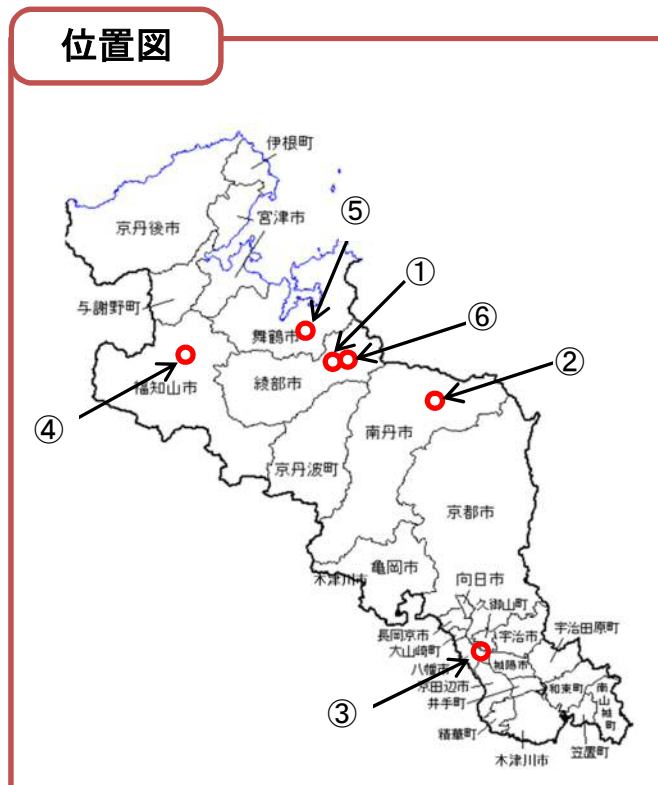 位置図
伊根町
宮津市
京丹後市
⑤
①
与謝野町
舞鶴市
⑥
②
福知山市
綾部市
④
南丹市
京丹波町
京都市
亀岡市
木津川市
向日市
久御山町
長岡京市
宇治市
宇治田原町
大山崎町
八幡市
城陽市
京田辺市
和束町
南山城町
井手町
③
精華町
笠置町
木津川市